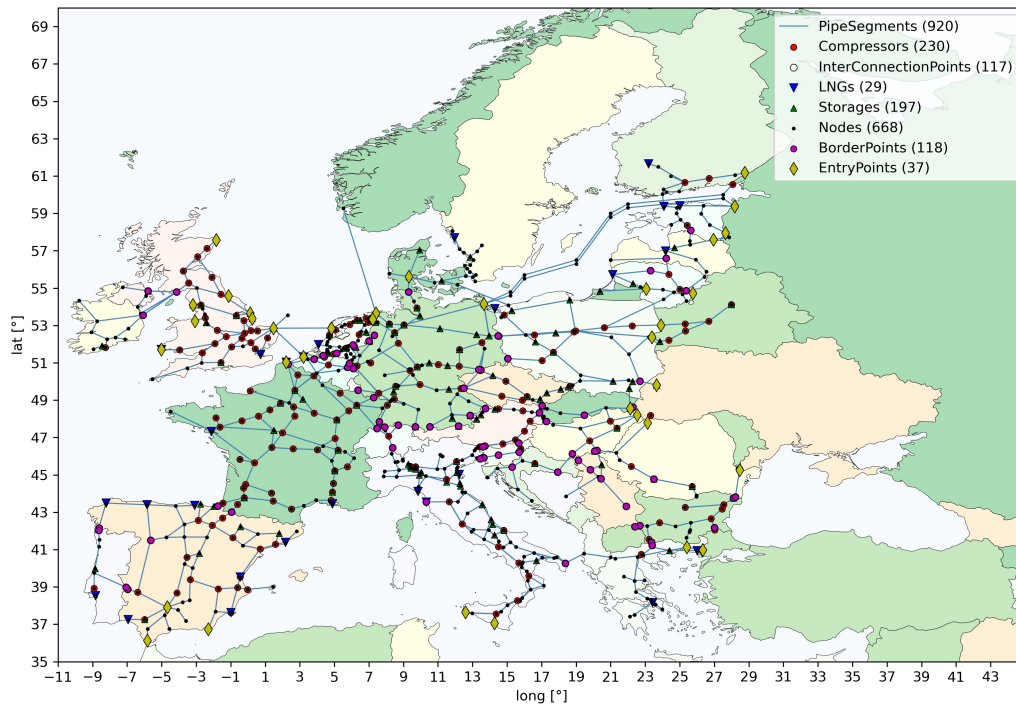 69
67
65
63
61
59
57
55
53
51
49
47
45
43
41
39
37
35
lat [°]
PipeSegments (920)
Compressors (230)
InterConnectionPoints (117)
LNGs (29)
Storages (197)
Nodes (668)
BorderPoints (118)
EntryPoints (37)
−11 −9 −7 −5 −3 −1 1 3 5 7 9 11 13 15 17 19 21 23 25 27 29 31 33 35 37 39 41 43
long [°]